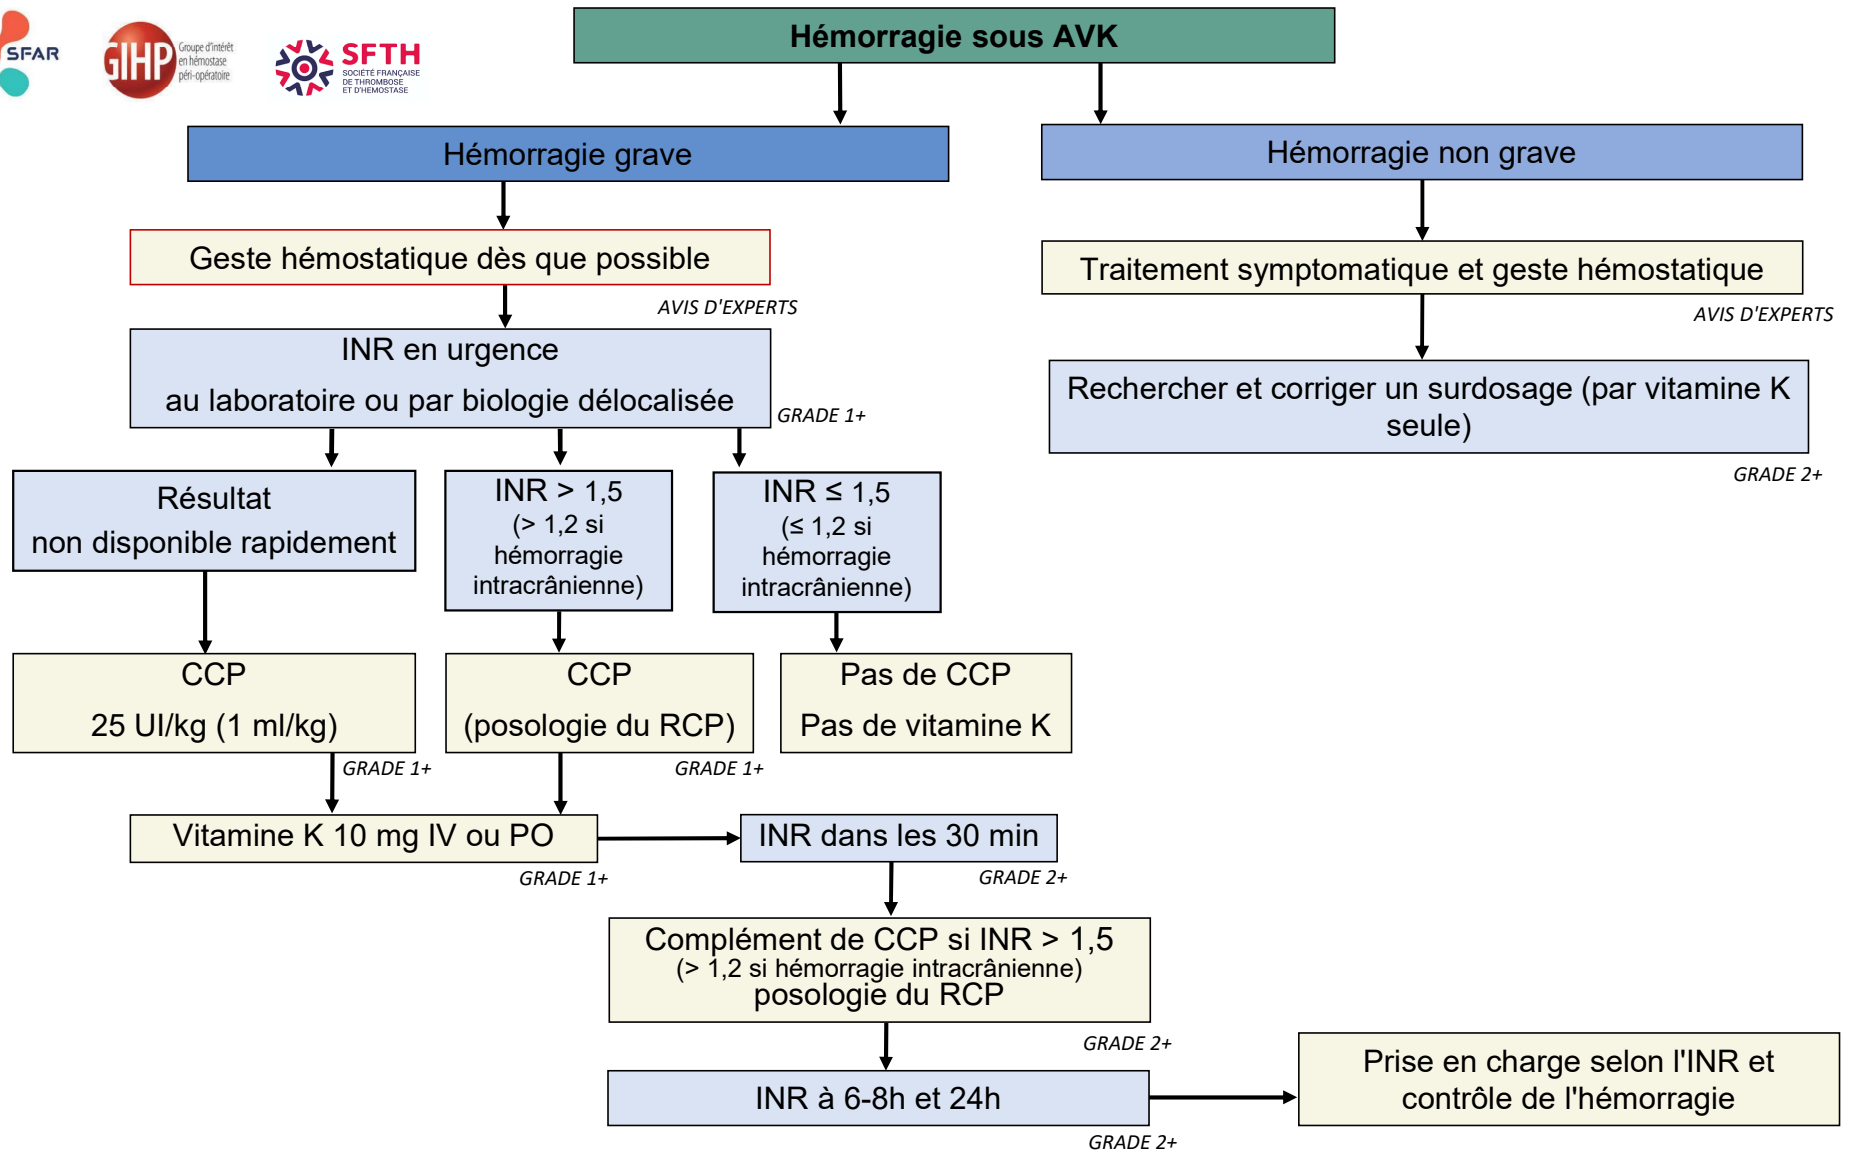 SFAR
GIHP
Groupe d'intérêt
en hémostase
péri-opératoire
SFTH
SOCIÉTÉ FRANÇAISE
DE THROMBOSE
ET D'HEMOSTASE
Hémorragie sous AVK
Hémorragie grave
Hémorragie non grave
Geste hémostatique dès que possible
AVIS D'EXPERTS
Traitement symptomatique et geste hémostatique
AVIS D'EXPERTS
INR en urgence
au laboratoire ou par biologie délocalisée
GRADE 1+
Rechercher et corriger un surdosage (par vitamine K
seule)
GRADE 2+
Résultat
non disponible rapidement
INR > 1,5
(> 1,2 si
hémorragie
intracrânienne)
INR ≤ 1,5
(≤ 1,2 si
hémorragie
intracrânienne)
CCP
25 UI/kg (1 ml/kg)
GRADE 1+
CCP
(posologie du RCP)
GRADE 1+
Pas de CCP
Pas de vitamine K
Vitamine K 10 mg IV ou PO
GRADE 1+
INR dans les 30 min
GRADE 2+
Complément de CCP si INR > 1,5
(> 1,2 si hémorragie intracrânienne)
posologie du RCP
GRADE 2+
INR à 6-8h et 24h
GRADE 2+
Prise en charge selon l'INR et
contrôle de l'hémorragie